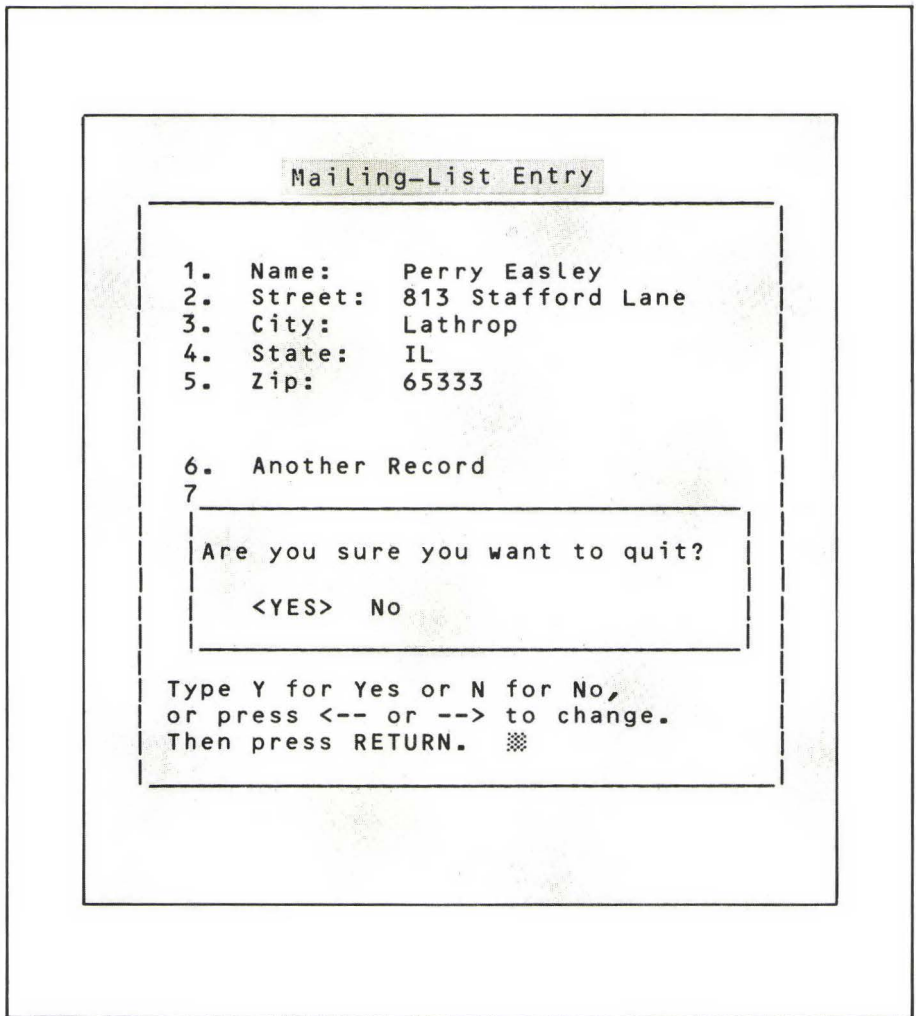 Mailing-List Entry
1. Name: Perry Easley
2. Street: 813 Stafford Lane
3. City: Lathrop
4. State: IL
5. Zip: 65333
6. Another Record
7
Are you sure you want to quit?
<YES> No
Type Y for Yes or N for No,
or press <-- or --> to change.
Then press RETURN.